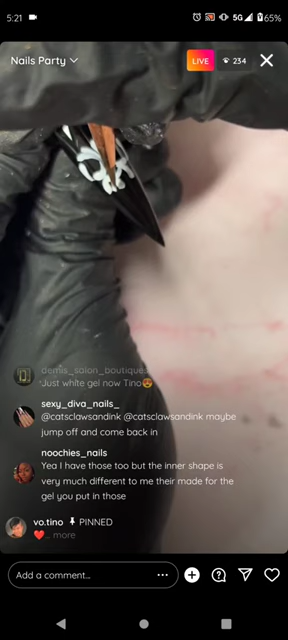 5:21
5G 65%
Nails Party
LIVE
234
demis_salon_boutiques
Just white gel now Tino😍
sexy_diva_nails_
@catsclawsandink @catsclawsandink maybe
jump off and come back in
noochies_nails
Yea I have those too but the inner shape is
very much different to me their made for the
gel you put in those
vo.tino PINNED
❤️... more
Add a comment...